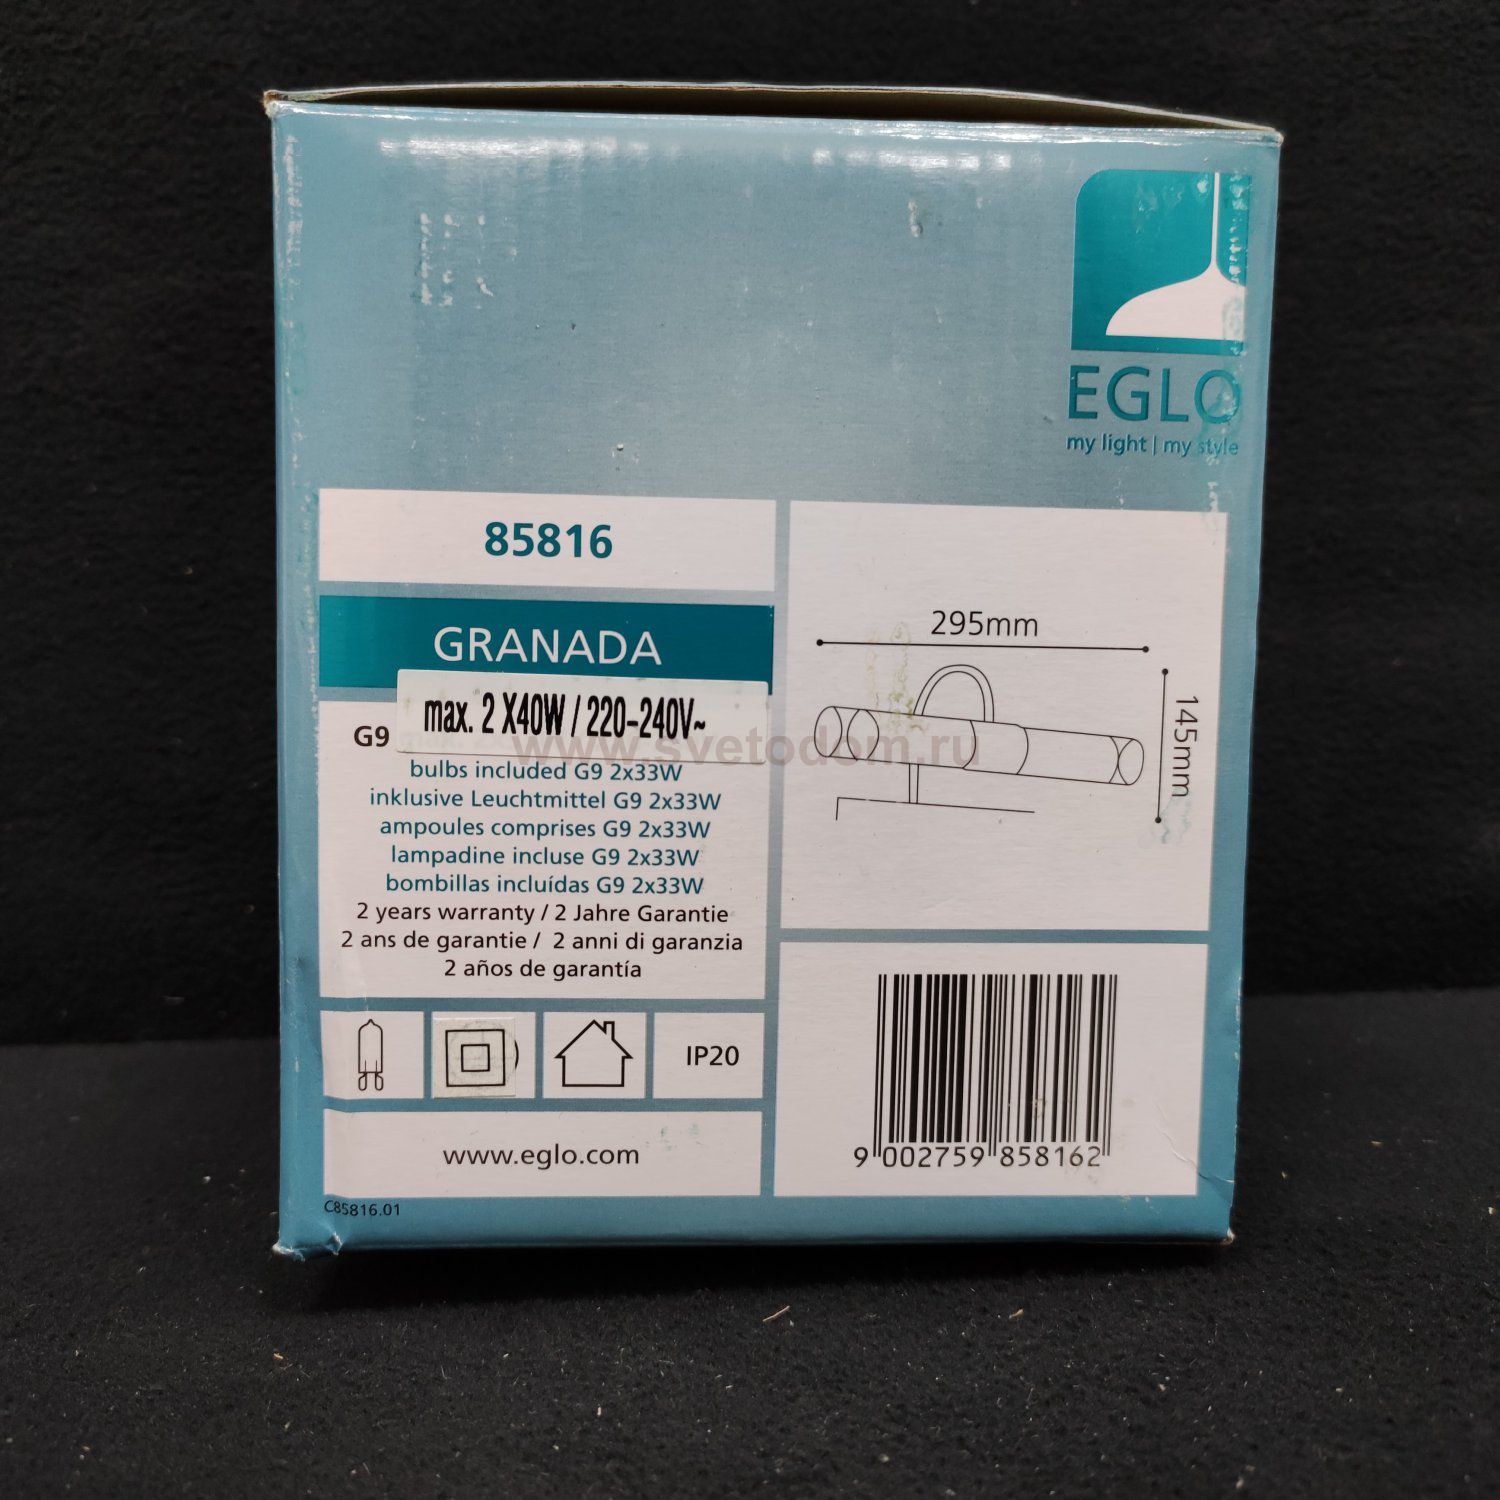 EGLO
my light | my style
85816
GRANADA
max. 2 X40W / 220-240V~
G9
bulbs included G9 2x33W
inklusive Leuchtmittel G9 2x33W
ampoules comprises G9 2x33W
lampadine incluse G9 2x33W
bombillas incluídas G9 2x33W
2 years warranty / 2 Jahre Garantie
2 ans de garantie / 2 anni di garanzia
2 años de garantía
IP20
www.eglo.com
C85816.01
295mm
145mm
9 002759 858162
www.svetodom.ru